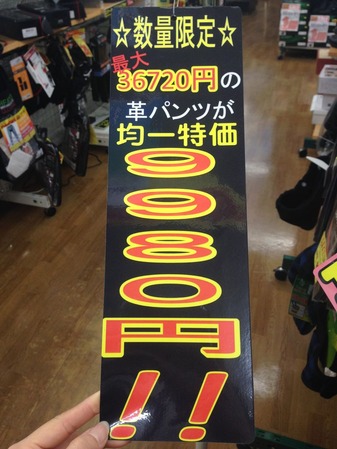 ☆数量限定☆
最大
36720円の
革パンツが
均一特価
9980円!!